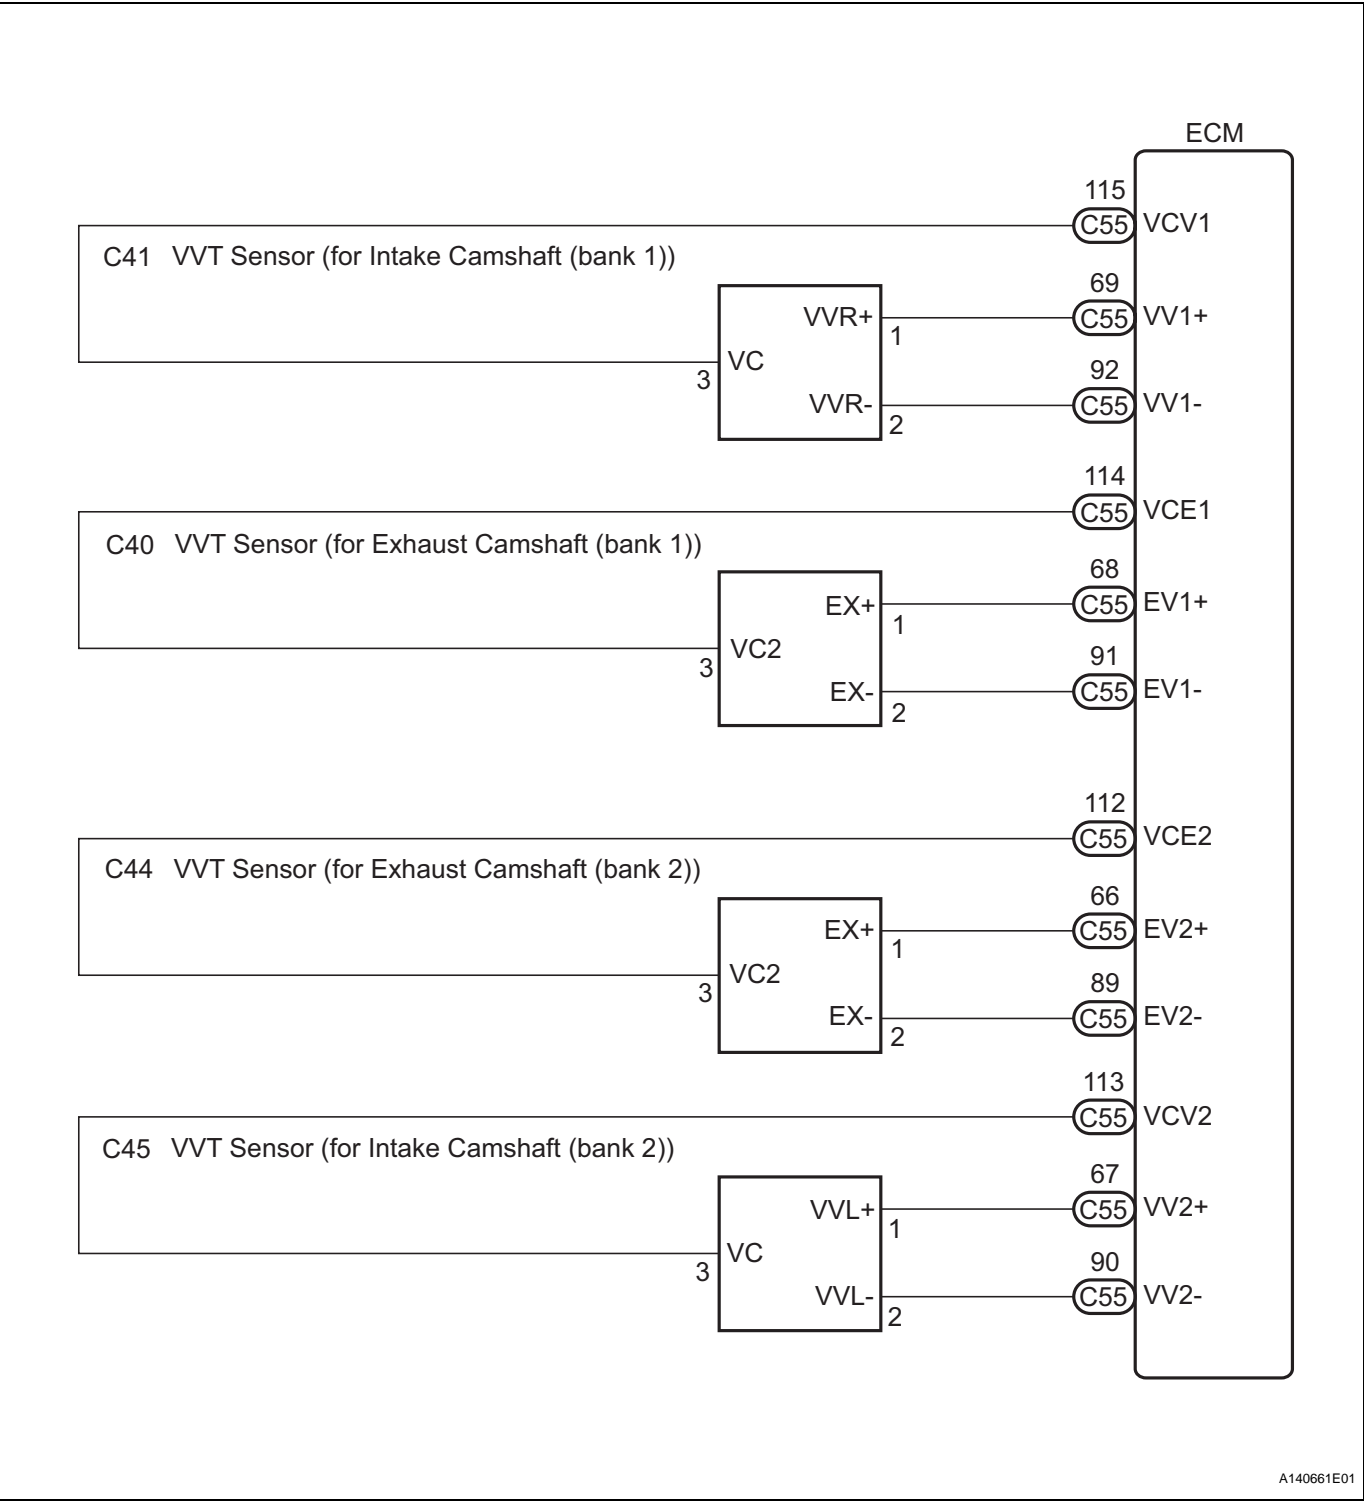 ECM
115
C55 VCV1
C41 VVT Sensor (for Intake Camshaft (bank 1))
69
VVR+ 1 C55 VV1+
3 VC
92
VVR- 2 C55 VV1-
114
C55 VCE1
C40 VVT Sensor (for Exhaust Camshaft (bank 1))
68
EX+ 1 C55 EV1+
3 VC2
91
EX- 2 C55 EV1-
112
C55 VCE2
C44 VVT Sensor (for Exhaust Camshaft (bank 2))
66
EX+ 1 C55 EV2+
3 VC2
89
EX- 2 C55 EV2-
113
C55 VCV2
C45 VVT Sensor (for Intake Camshaft (bank 2))
67
VVL+ 1 C55 VV2+
3 VC
90
VVL- 2 C55 VV2-
A140661E01